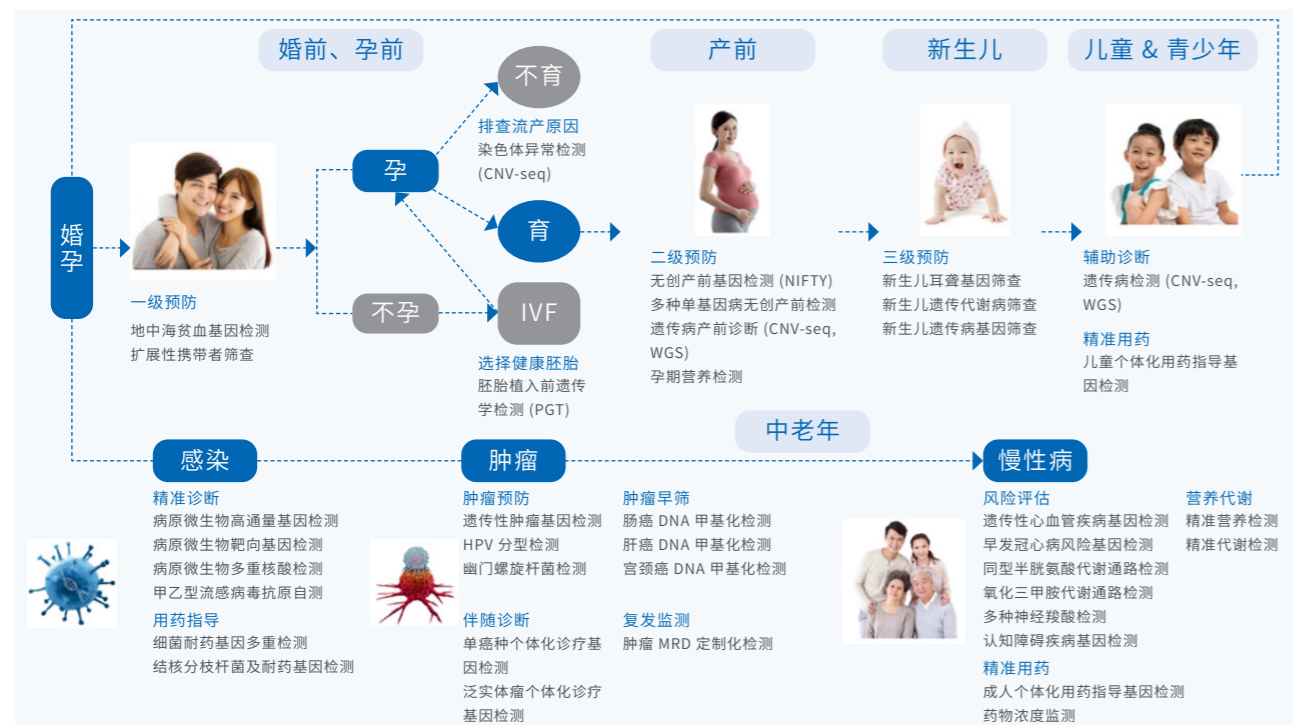 婚前、孕前
产前
新生儿
儿童 & 青少年
婚孕
一级预防
地中海贫血基因检测
扩展性携带者筛查
孕
不孕
不育
排查流产原因
染色体异常检测
(CNV-seq)
育
IVF
选择健康胚胎
胚胎植入前遗传
学检测 (PGT)
二级预防
无创产前基因检测 (NIFTY)
多种单基因病无创产前检测
遗传病产前诊断 (CNV-seq,
WGS)
孕期营养检测
三级预防
新生儿耳聋基因筛查
新生儿遗传代谢病筛查
新生儿遗传病基因筛查
辅助诊断
遗传病检测 (CNV-seq,
WGS)
精准用药
儿童个体化用药指导基
因检测
中老年
感染
精准诊断
病原微生物高通量基因检测
病原微生物靶向基因检测
病原微生物多重核酸检测
甲乙型流感病毒抗原自测
用药指导
细菌耐药基因多重检测
结核分枝杆菌及耐药基因检测
肿瘤
肿瘤预防
遗传性肿瘤基因检测
HPV 分型检测
幽门螺旋杆菌检测
伴随诊断
单癌种个体化诊疗基
因检测
泛实体瘤个体化诊疗
基因检测
肿瘤早筛
肠癌 DNA 甲基化检测
肝癌 DNA 甲基化检测
宫颈癌 DNA 甲基化检测
复发监测
肿瘤 MRD 定制化检测
慢性病
风险评估
遗传性心血管疾病基因检测
早发冠心病风险基因检测
同型半胱氨酸代谢通路检测
氧化三甲胺代谢通路检测
多种神经羧酸检测
认知障碍疾病基因检测
精准用药
成人个体化用药指导基因检测
药物浓度监测
营养代谢
精准营养检测
精准代谢检测